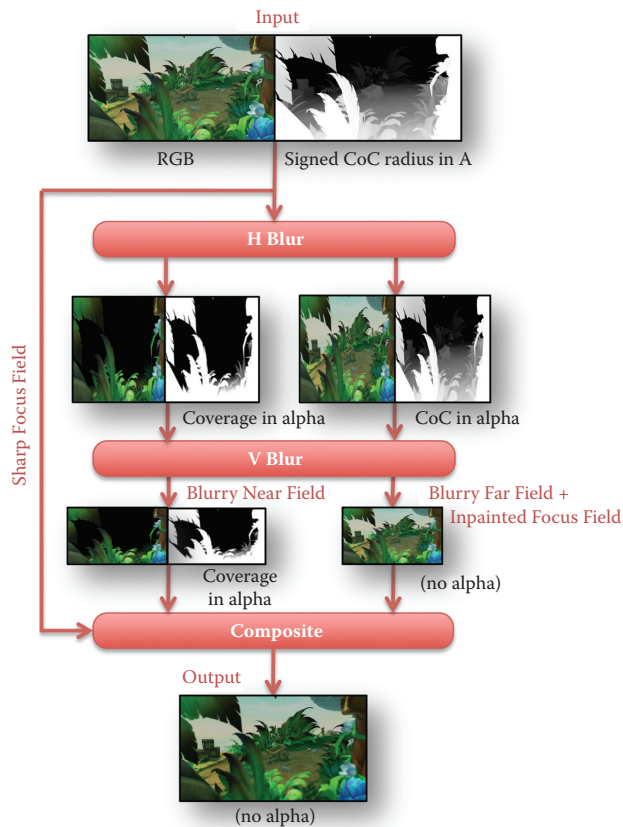 Input
RGB
Signed CoC radius in A
H Blur
Sharp Focus Field
Coverage in alpha
CoC in alpha
V Blur
Blurry Near Field
Blurry Far Field +
Inpainted Focus Field
Coverage
in alpha
(no alpha)
Composite
Output
(no alpha)